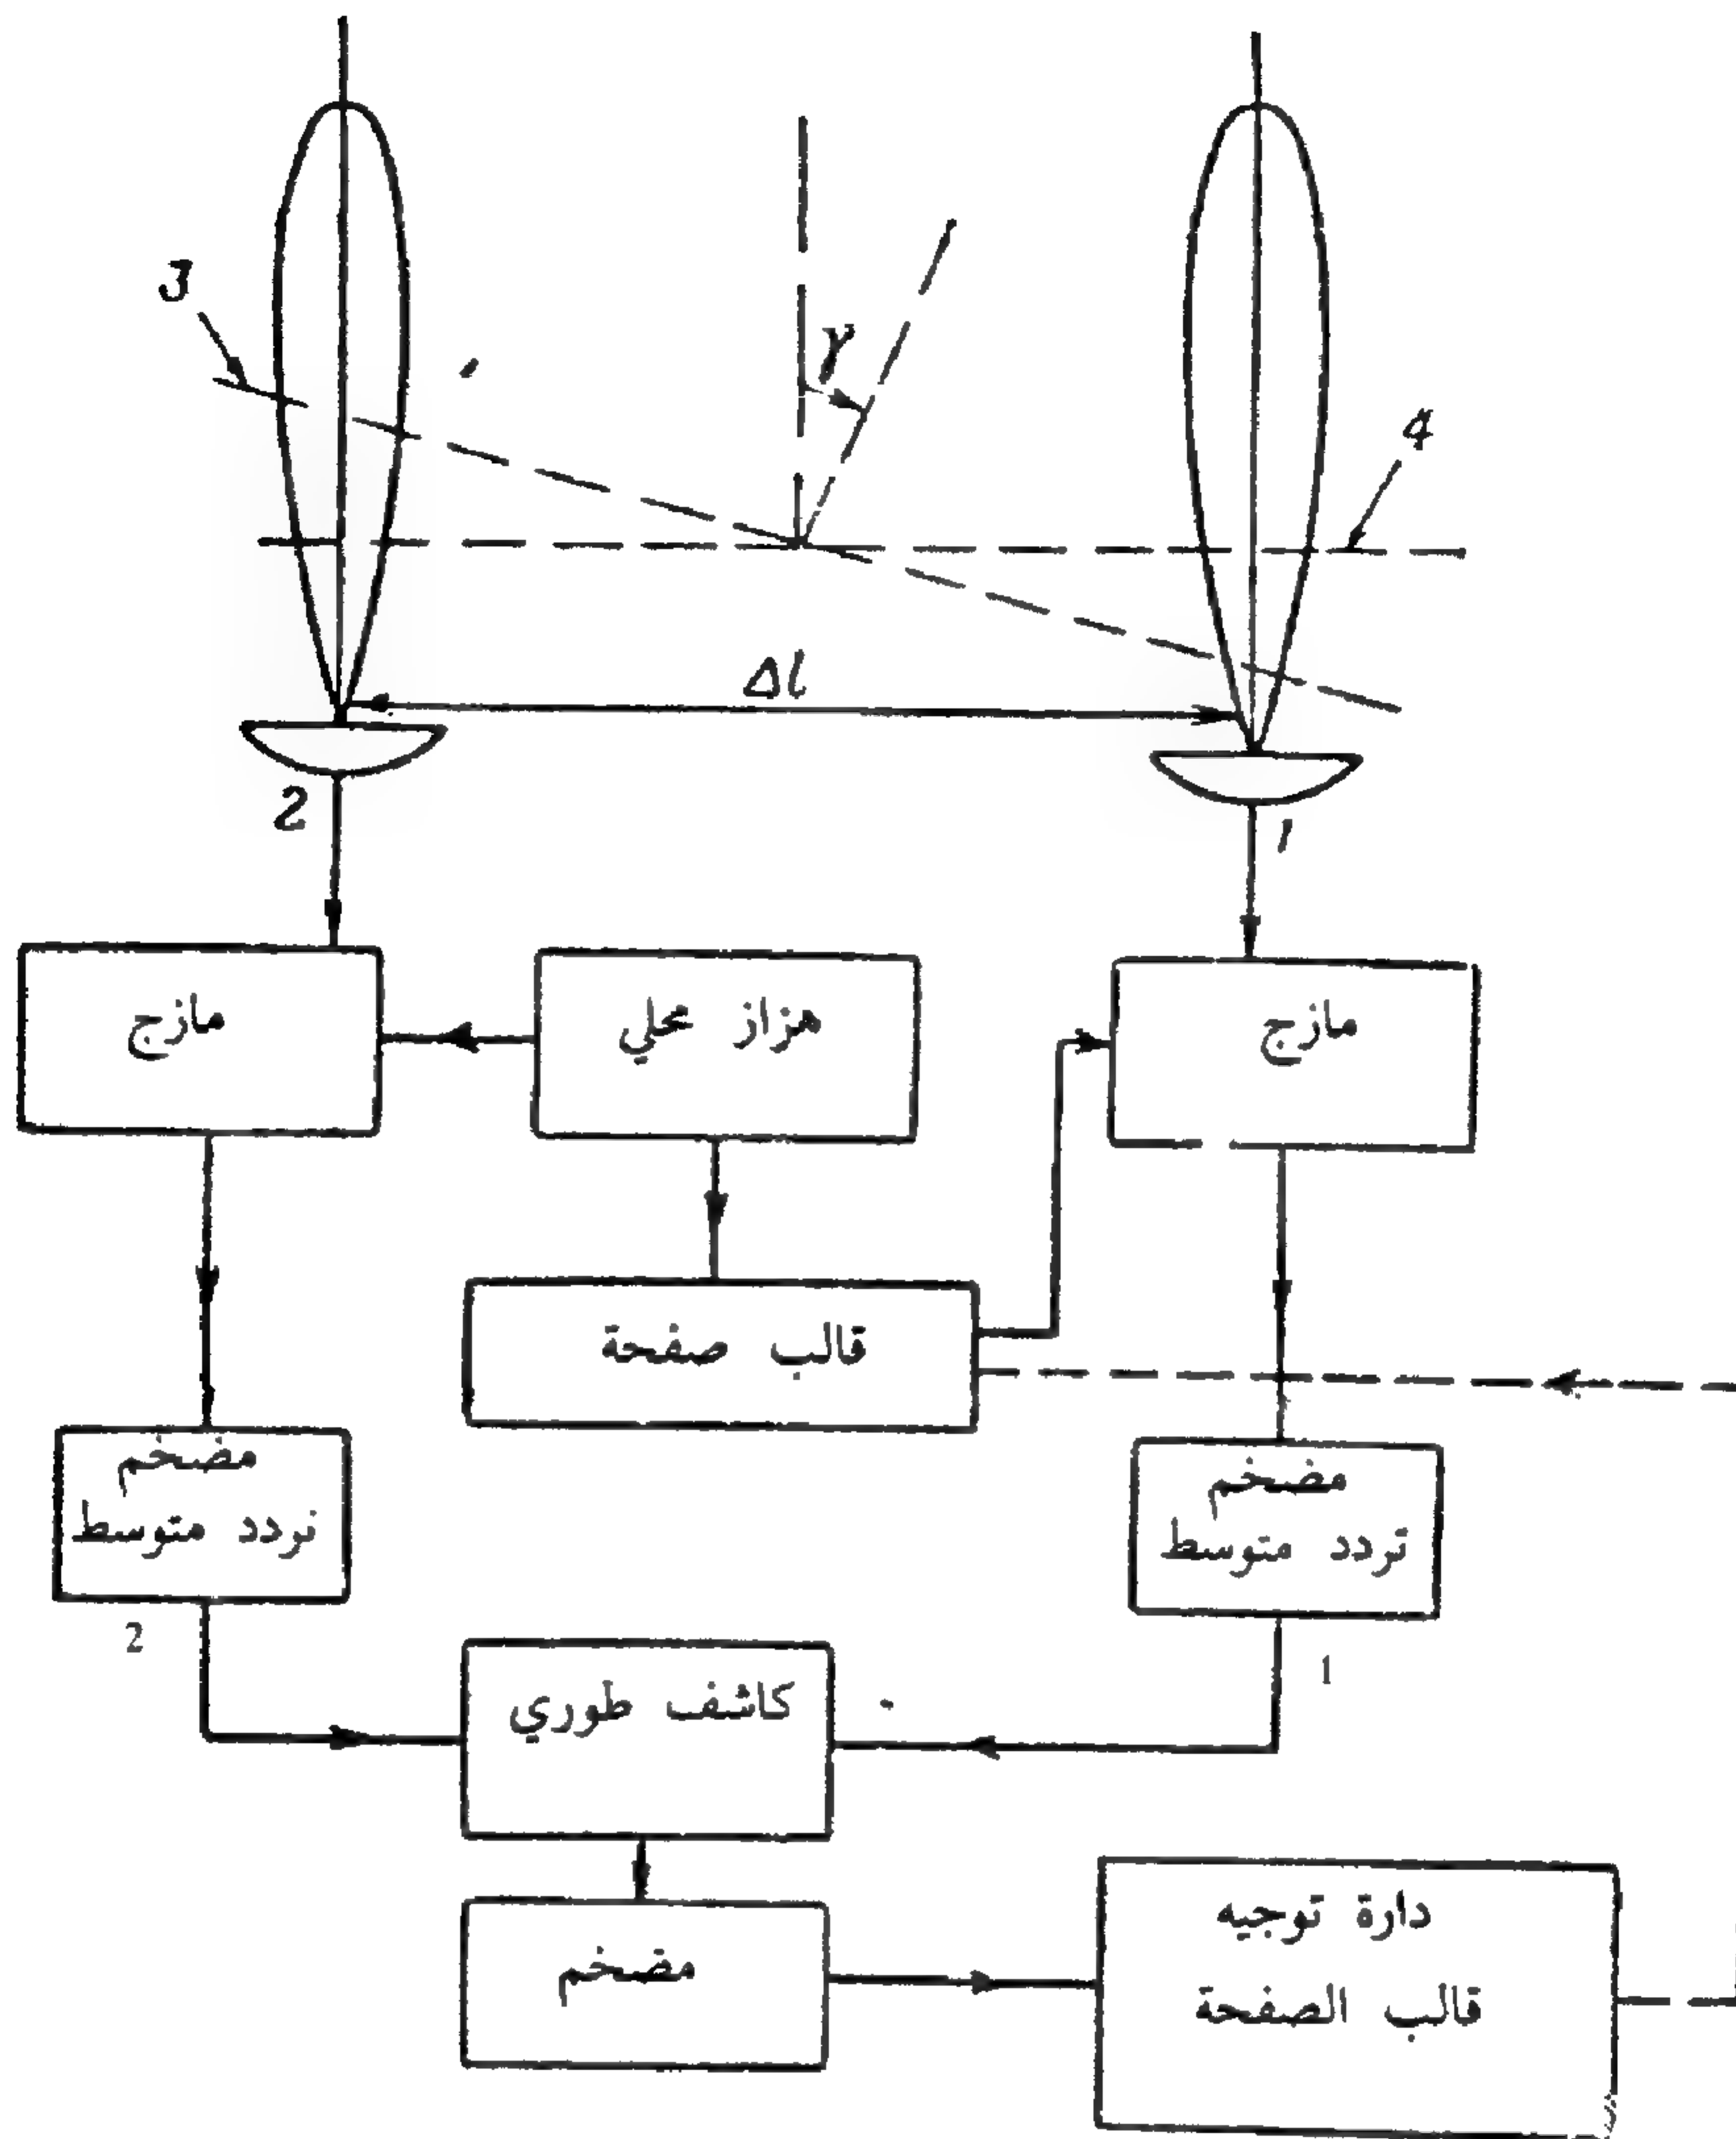 3
γ
4
Δl
2
1
مازج
هزاز محلي
مازج
قالب صفحة
مضخم
تردد متوسط
2
مضخم
تردد متوسط
1
كاشف طوري
مضخم
دارة توجيه
قالب الصفحة